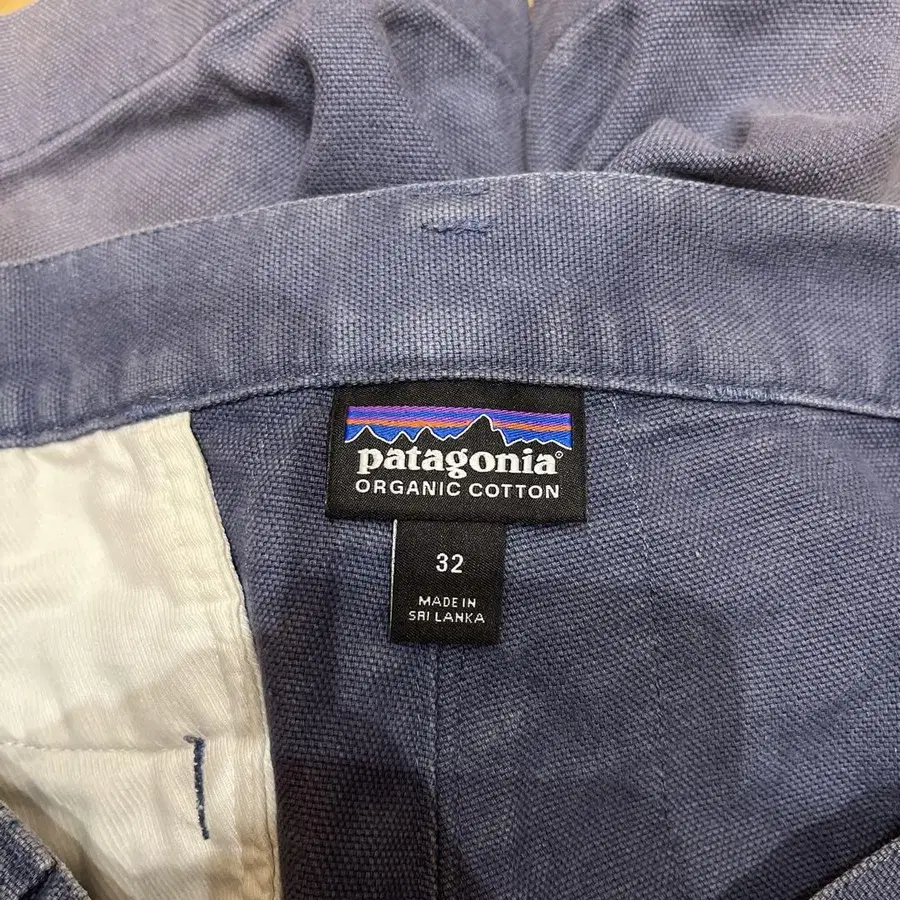 patagonia®
ORGANIC COTTON
32
MADE IN
SRI LANKA